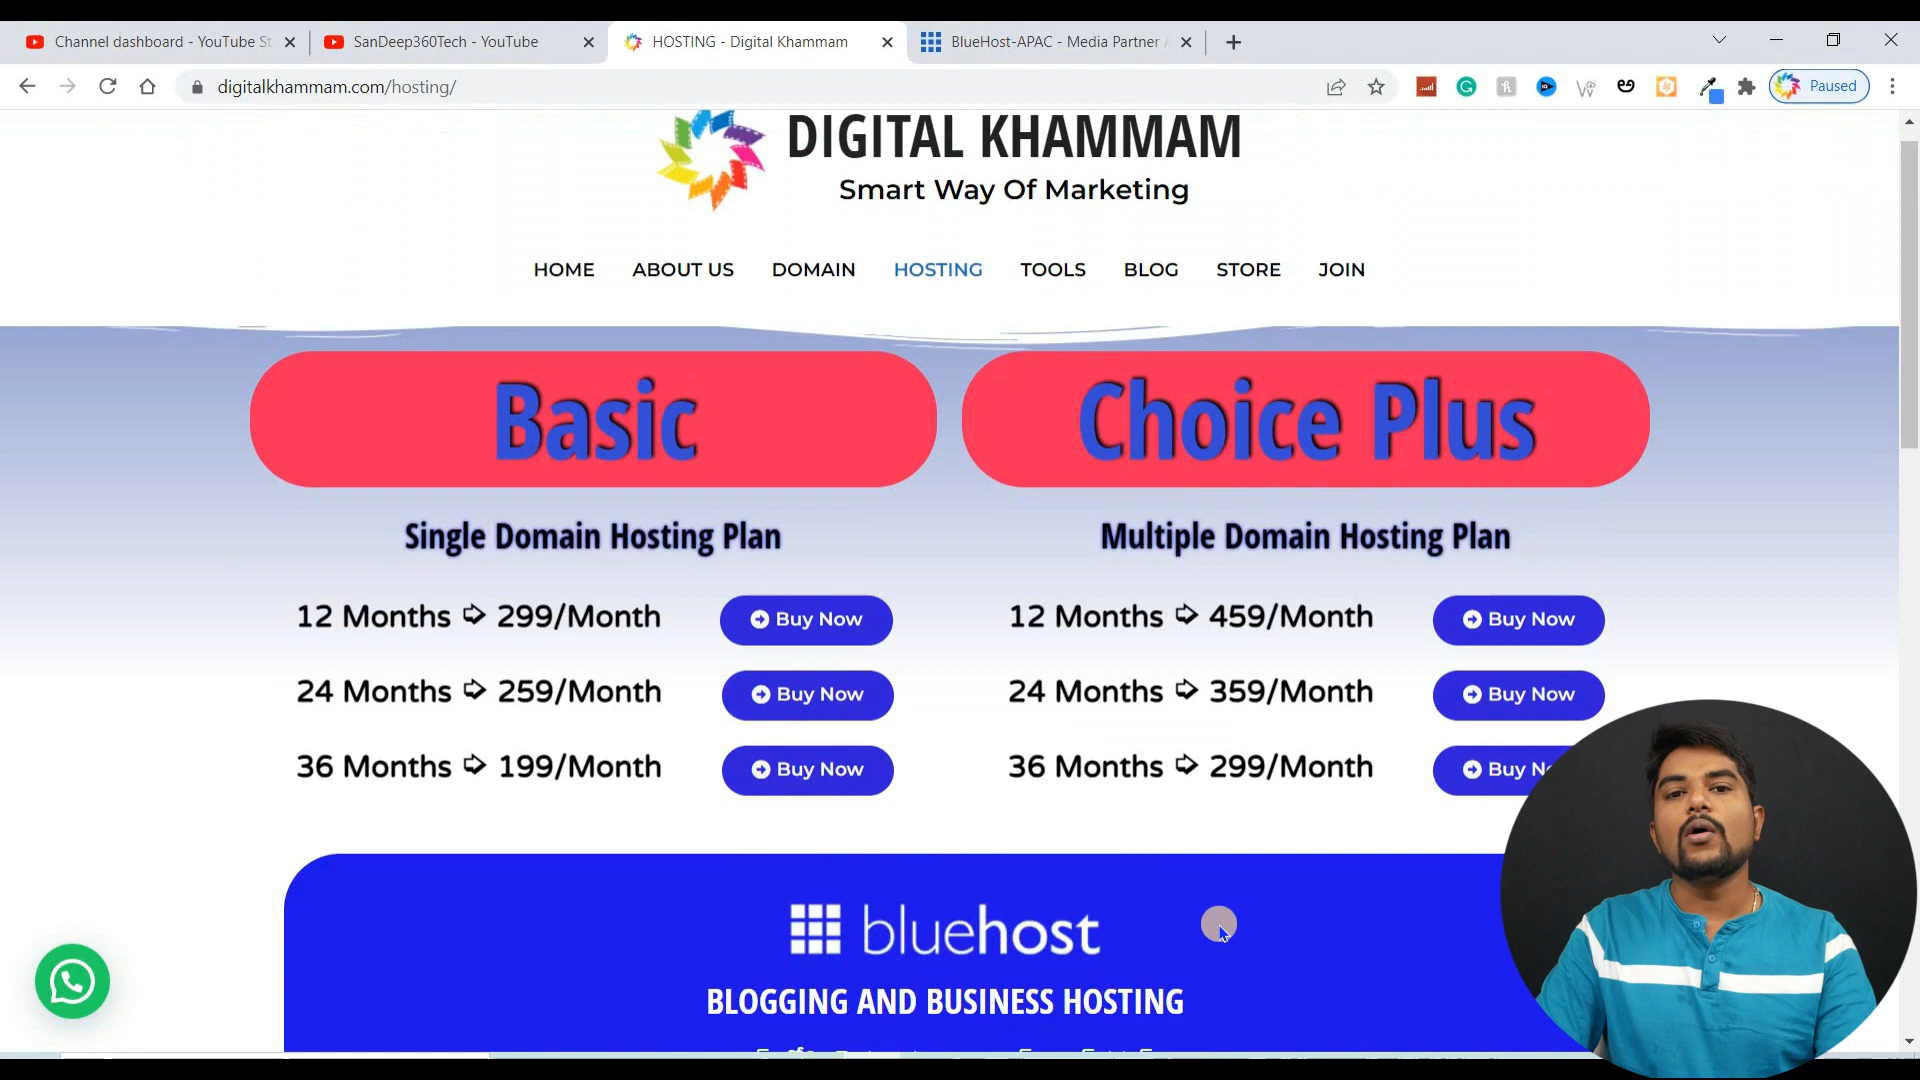 Channel dashboard - YouTube St
SanDeep360Tech - YouTube
HOSTING - Digital Khammam
BlueHost-APAC - Media Partner
digitalkhammam.com/hosting/
Paused
DIGITAL KHAMMAM
Smart Way Of Marketing
HOME ABOUT US DOMAIN HOSTING TOOLS BLOG STORE JOIN
Basic
Single Domain Hosting Plan
12 Months ➩ 299/Month Buy Now
24 Months ➩ 259/Month Buy Now
36 Months ➩ 199/Month Buy Now
Choice Plus
Multiple Domain Hosting Plan
12 Months ➩ 459/Month Buy Now
24 Months ➩ 359/Month Buy Now
36 Months ➩ 299/Month Buy
bluehost
BLOGGING AND BUSINESS HOSTING